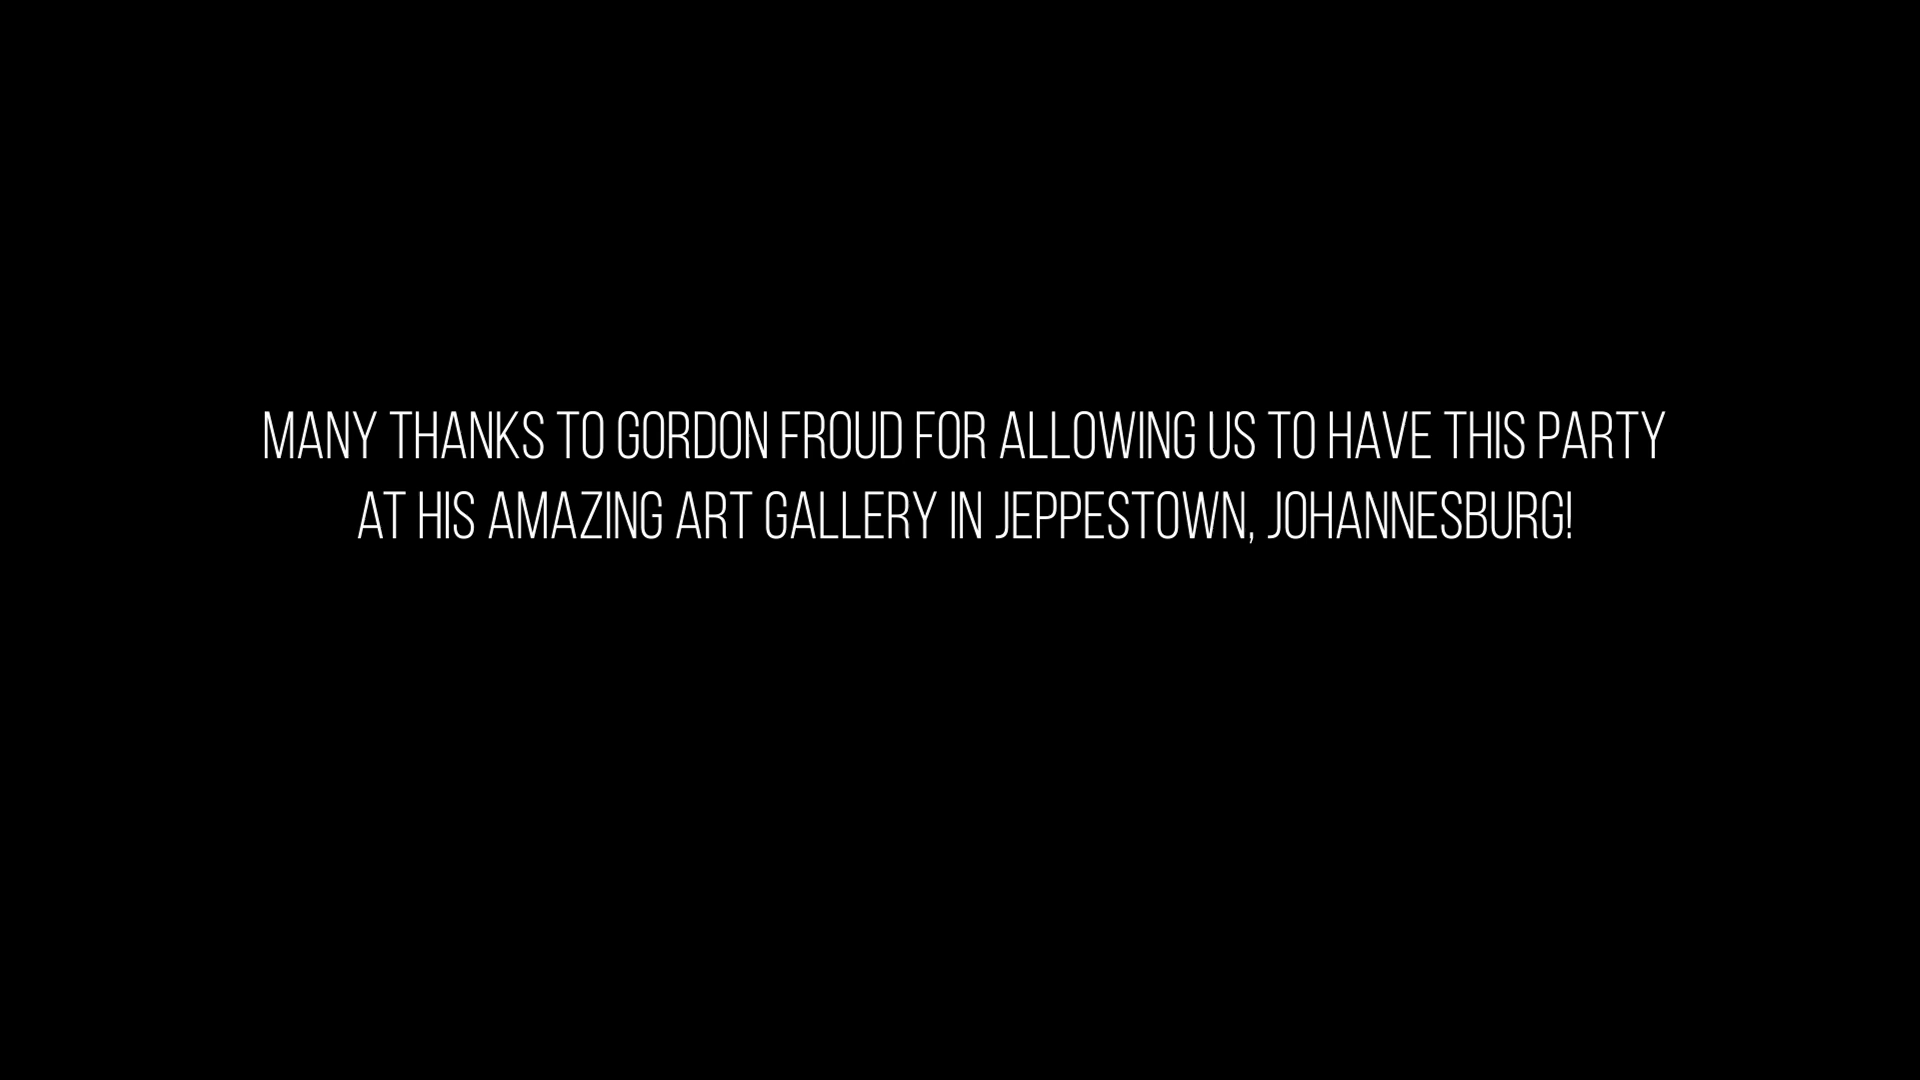 MANY THANKS TO GORDON FROUD FOR ALLOWING US TO HAVE THIS PARTY
AT HIS AMAZING ART GALLERY IN JEPPESTOWN, JOHANNESBURG!